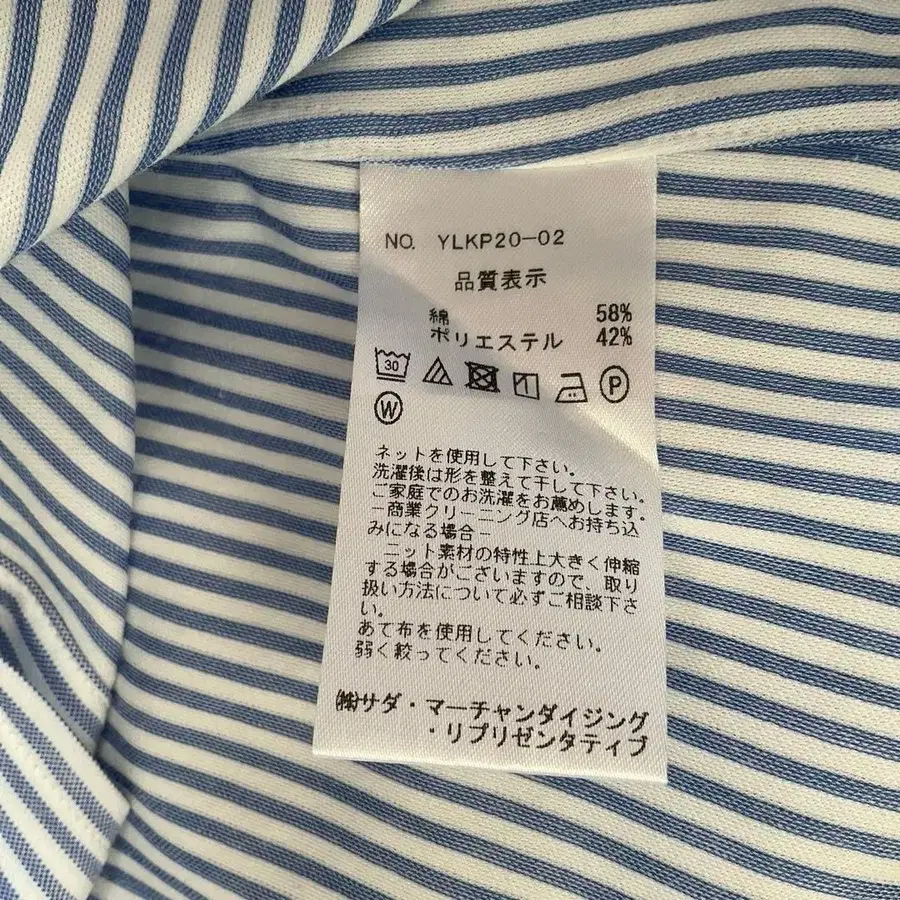 NO. YLKP20-02
品質表示
綿 58%
ポリエステル 42%
30
P
W
ネットを使用して下さい。
洗濯後は形を整えて干して下さい。
ご家庭でのお洗濯をお薦めします。
-商業クリーニング店へお持ち込
みになる場合-
ニット素材の特性上大きく伸縮
する場合がございますので、取り
扱い方法について必ずご相談下さ
い。
あて布を使用してください。
弱く絞ってください。
㈱サダ・マーチャンダイジング
・リプリゼンタティブ